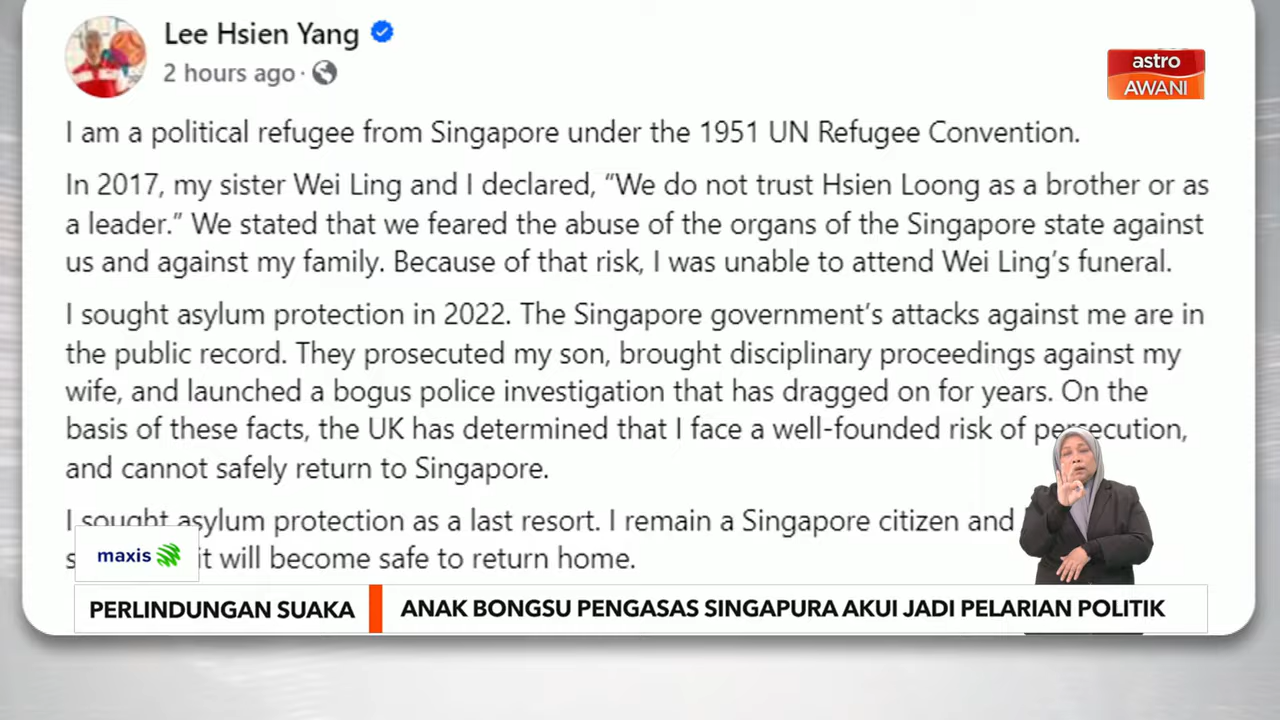 Lee Hsien Yang
2 hours ago ·
astro
AWANI
I am a political refugee from Singapore under the 1951 UN Refugee Convention.
In 2017, my sister Wei Ling and I declared, “We do not trust Hsien Loong as a brother or as
a leader.” We stated that we feared the abuse of the organs of the Singapore state against
us and against my family. Because of that risk, I was unable to attend Wei Ling’s funeral.
I sought asylum protection in 2022. The Singapore government’s attacks against me are in
the public record. They prosecuted my son, brought disciplinary proceedings against my
wife, and launched a bogus police investigation that has dragged on for years. On the
basis of these facts, the UK has determined that I face a well-founded risk of persecution,
and cannot safely return to Singapore.
I sought asylum protection as a last resort. I remain a Singapore citizen and
it will become safe to return home.
maxis
PERLINDUNGAN SUAKA
ANAK BONGSU PENGASAS SINGAPURA AKUI JADI PELARIAN POLITIK